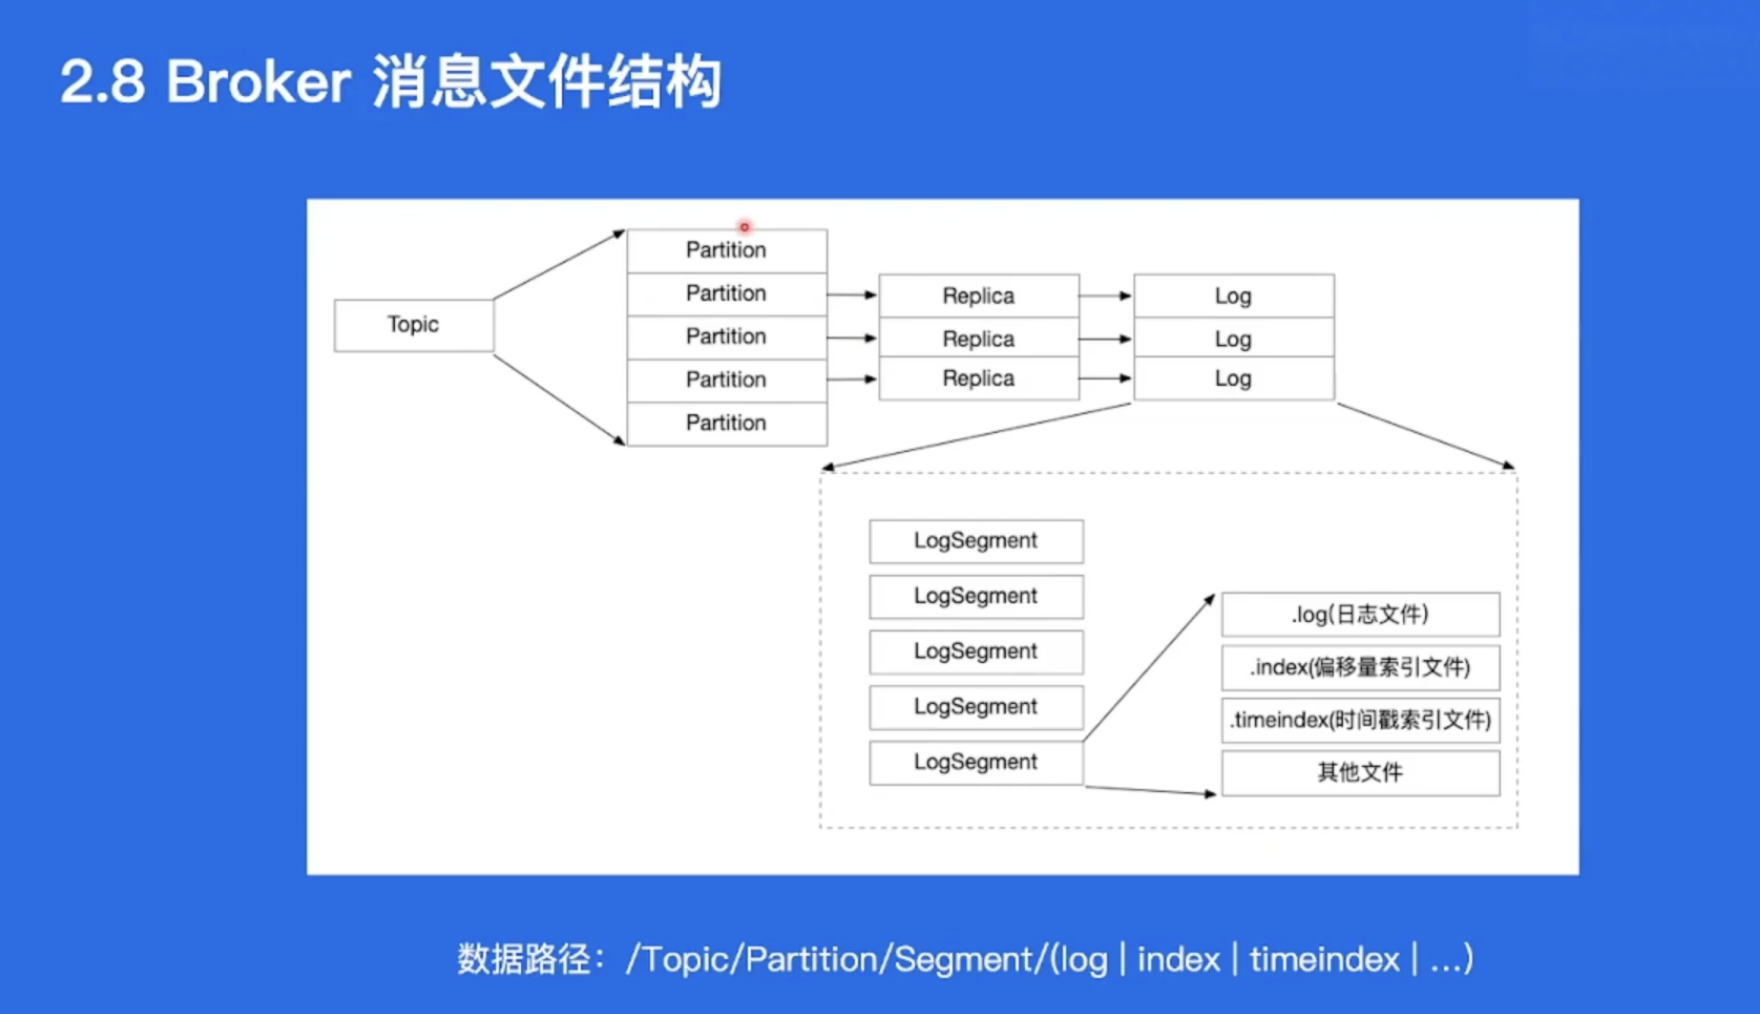 2.8 Broker 消息文件结构
Topic
Partition
Partition
Partition
Partition
Partition
Replica
Replica
Replica
Log
Log
Log
LogSegment
LogSegment
LogSegment
LogSegment
LogSegment
.log(日志文件)
.index(偏移量索引文件)
.timeindex(时间戳索引文件)
其他文件
数据路径：/Topic/Partition/Segment/(log | index | timeindex | ...)